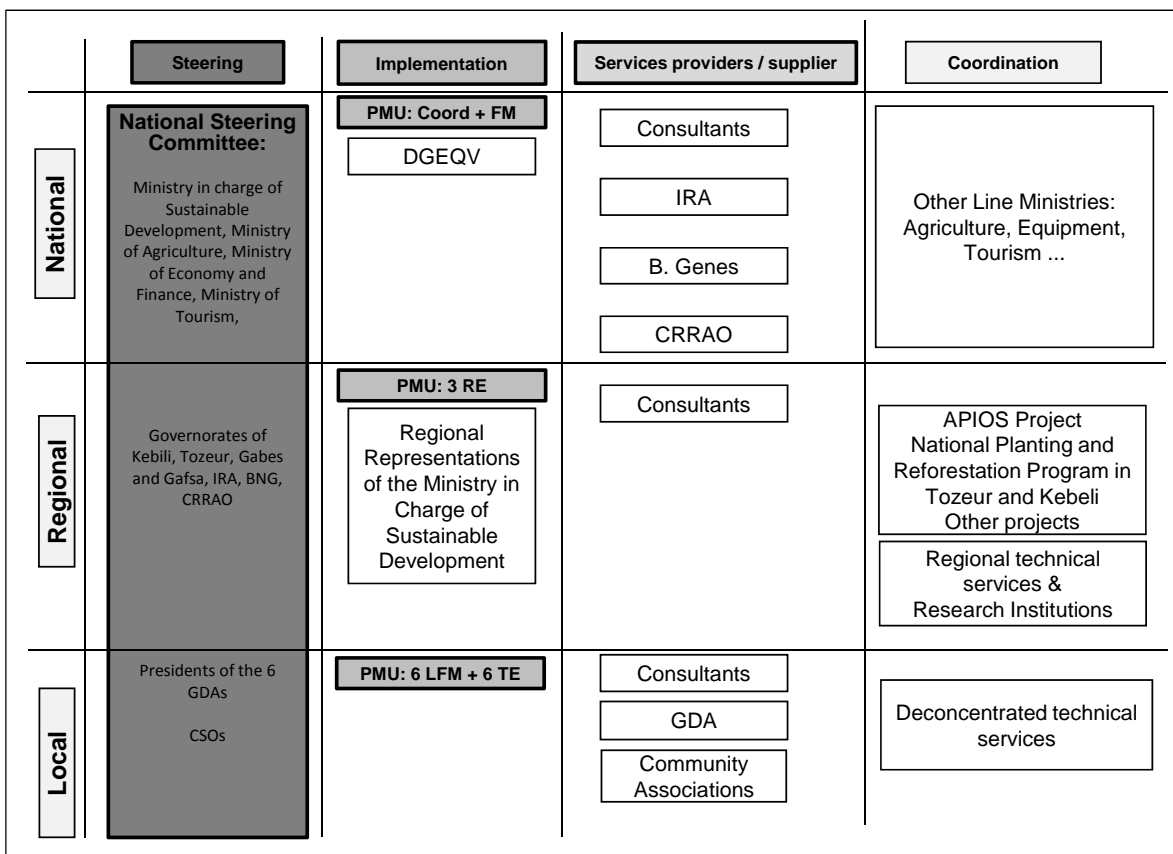 Steering
Implementation
Services providers / supplier
Coordination
National
National Steering
Committee:
Ministry in charge of
Sustainable
Development, Ministry
of Agriculture, Ministry
of Economy and
Finance, Ministry of
Tourism,
PMU: Coord + FM
DGEQV
Consultants
IRA
B. Genes
CRRAO
Other Line Ministries:
Agriculture, Equipment,
Tourism ...
Regional
Governorates of
Kebili, Tozeur, Gabes
and Gafsa, IRA, BNG,
CRRAO
PMU: 3 RE
Regional
Representations
of the Ministry in
Charge of
Sustainable
Development
Consultants
APIOS Project
National Planting and
Reforestation Program in
Tozeur and Kebeli
Other projects
Regional technical
services &
Research Institutions
Local
Presidents of the 6
GDAs
CSOs
PMU: 6 LFM + 6 TE
Consultants
GDA
Community
Associations
Deconcentrated technical
services